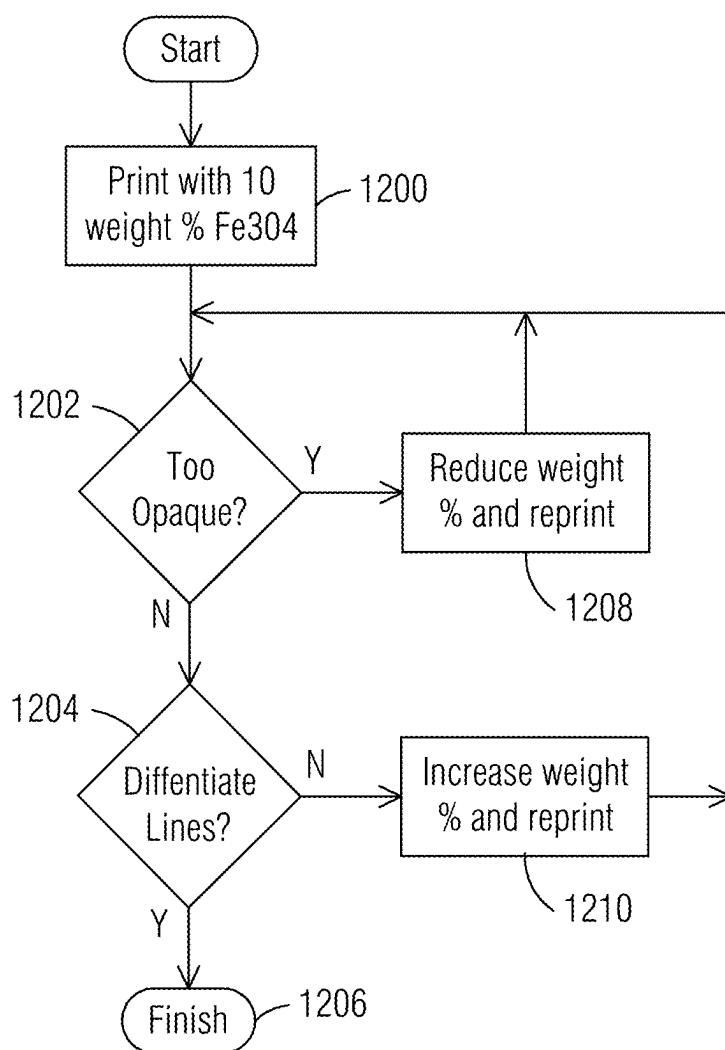 Start
Print with 10
weight % Fe304
1200
1202
Too
Opaque?
Y
Reduce weight
% and reprint
1208
N
1204
Diffentiate
Lines?
N
Increase weight
% and reprint
1210
Y
Finish
1206